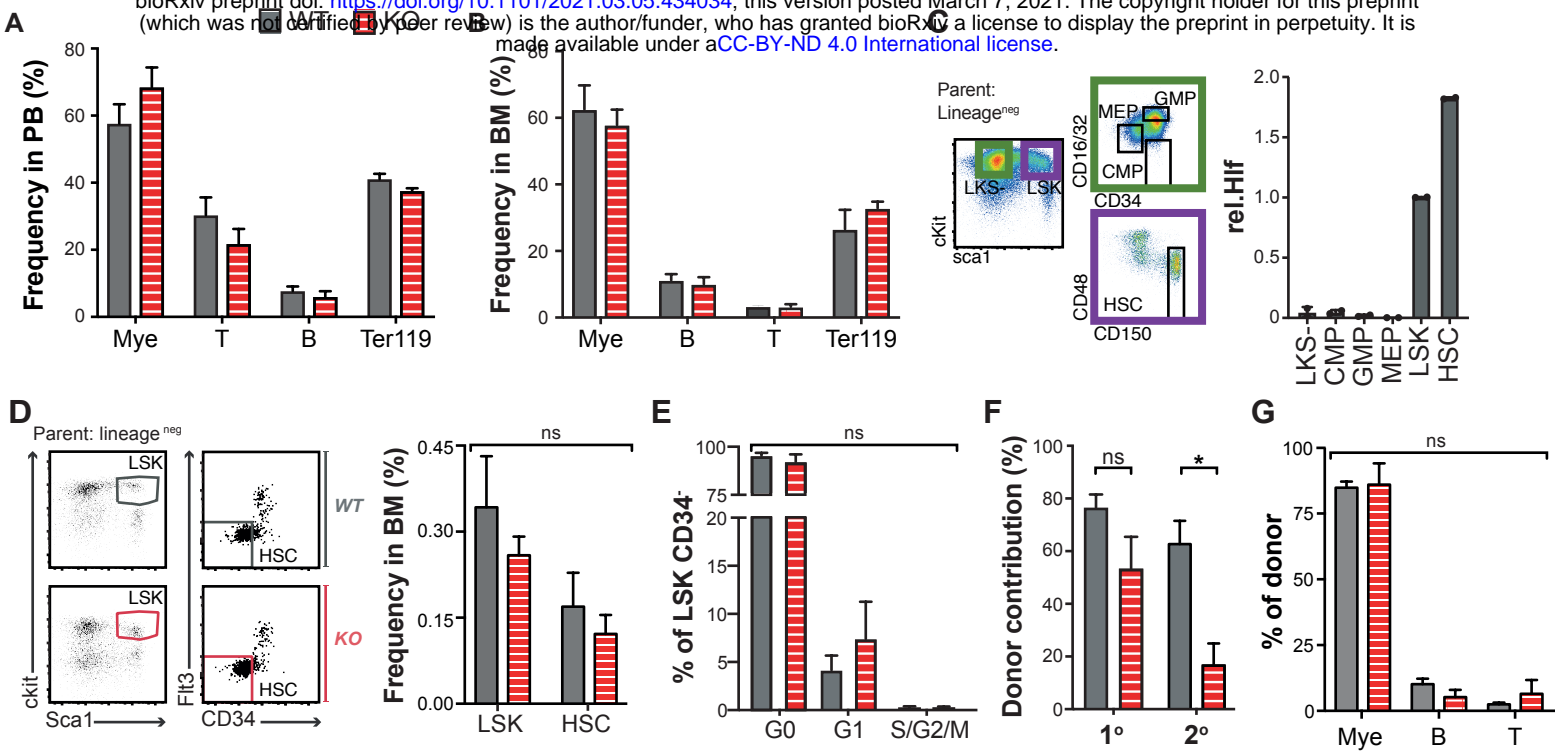 bioRxiv preprint doi: https://doi.org/10.1101/2021.03.05.434034; this version posted March 7, 2021. The copyright holder for this preprint
(which was not certified by peer review) is the author/funder, who has granted bioRxiv a license to display the preprint in perpetuity. It is
made available under aCC-BY-ND 4.0 International license.
WT KO
A
Frequency in PB (%)
80
60
40
20
0
Mye T B Ter119
B
Frequency in BM (%)
80
60
40
20
0
Mye B T Ter119
C
Parent:
Lineageneg
LKS- LSK
cKit
sca1
GMP
MEP
CMP
CD16/32
CD34
HSC
CD48
CD150
rel.Hlf
2.0
1.5
1.0
0.5
0
LKS- CMP GMP MEP LSK HSC
D
Parent: lineage neg
LSK
HSC
WT
LSK
HSC
KO
ckit
Sca1
Flt3
CD34
Frequency in BM (%)
0.45
0.30
0.15
0.00
ns
LSK HSC
E
% of LSK CD34-
100
75
20
15
10
5
0
ns
G0 G1 S/G2/M
F
Donor contribution (%)
100
80
60
40
20
0
ns
*
1° 2°
G
% of donor
100
75
50
25
0
ns
Mye B T